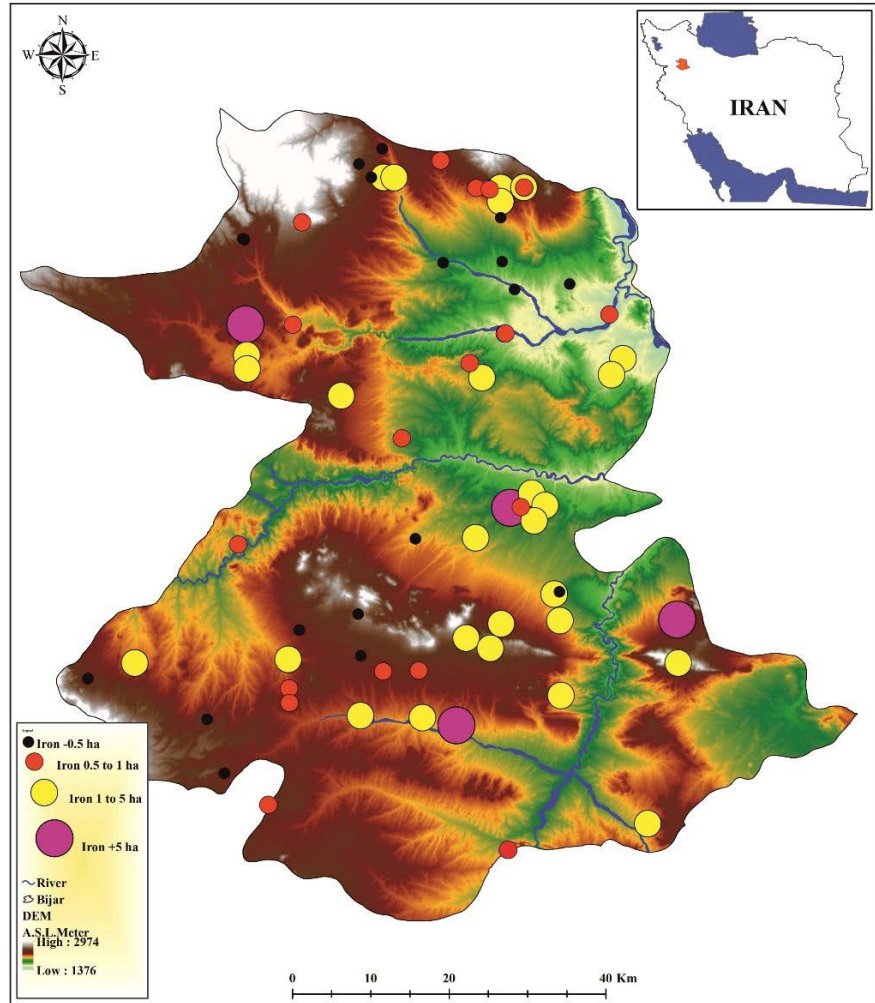 N
W E
S
IRAN
Legend
Iron -0.5 ha
Iron 0.5 to 1 ha
Iron 1 to 5 ha
Iron +5 ha
River
Bijar
DEM
A.S.L.Meter
High : 2974
Low : 1376
0 10 20 40 Km